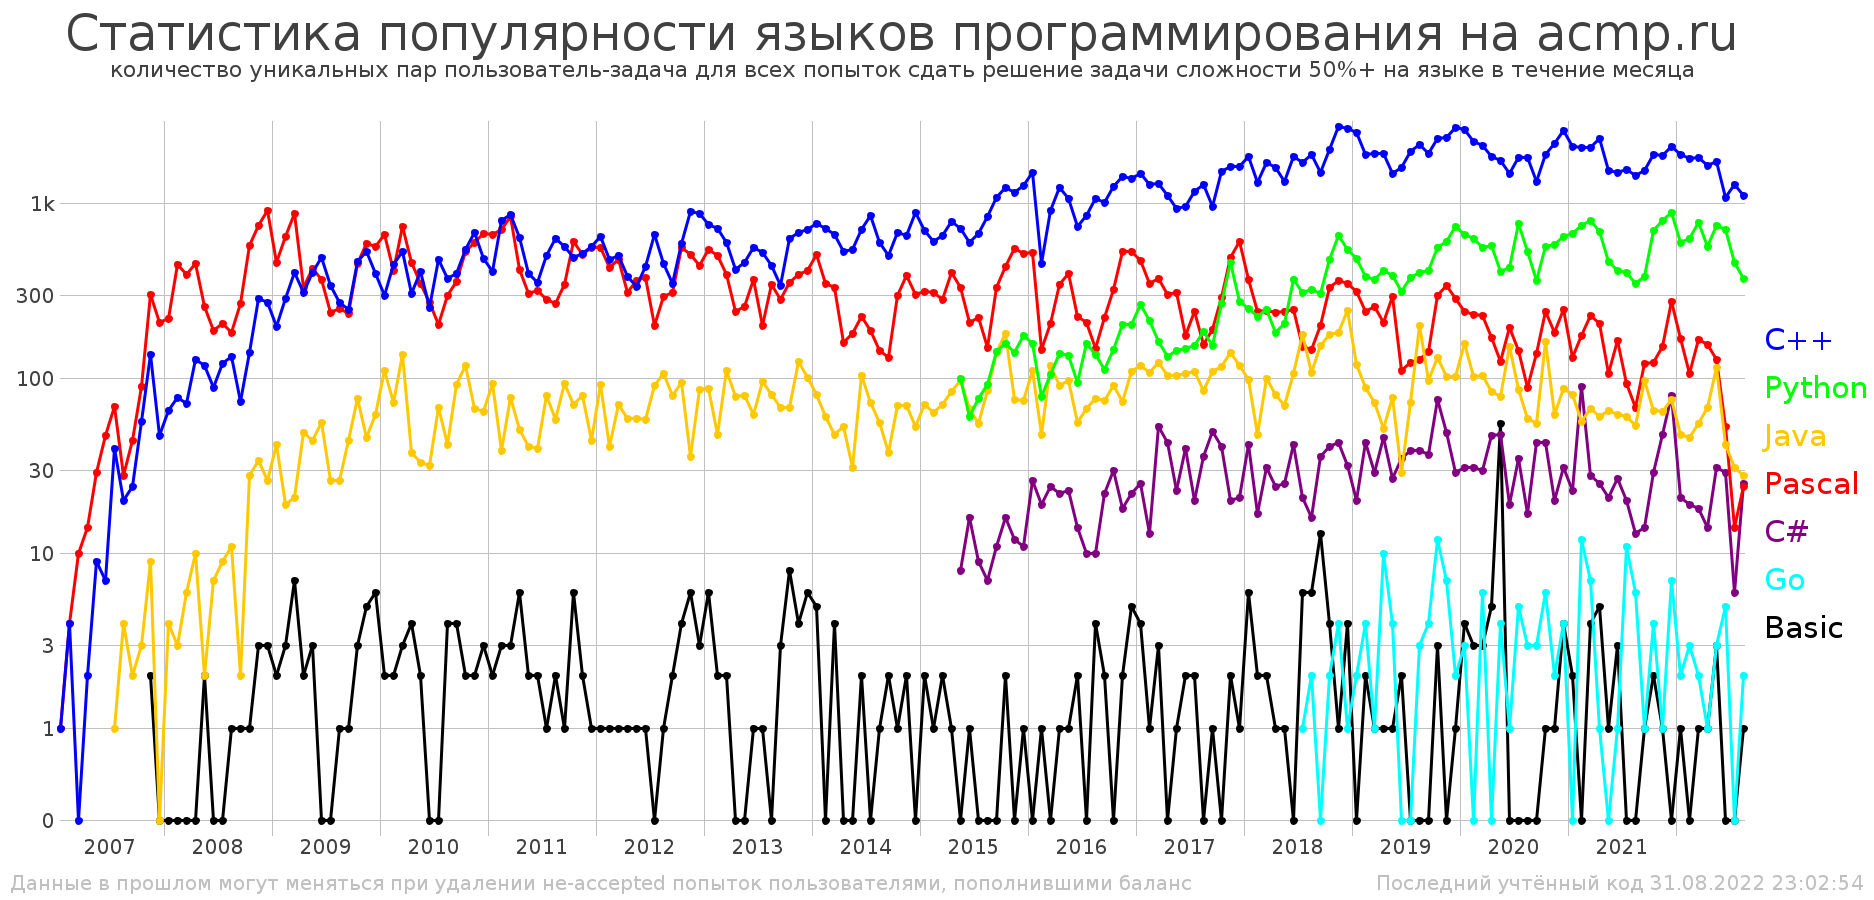 Статистика популярности языков программирования на acmp.ru
количество уникальных пар пользователь-задача для всех попыток сдать решение задачи сложности 50%+ на языке в течение месяца
1k
300
100
30
10
3
1
0
C++
Python
Java
Pascal
C#
Go
Basic
2007 2008 2009 2010 2011 2012 2013 2014 2015 2016 2017 2018 2019 2020 2021
Данные в прошлом могут меняться при удалении не-accepted попыток пользователями, пополнившими баланс
Последний учтённый код 31.08.2022 23:02:54